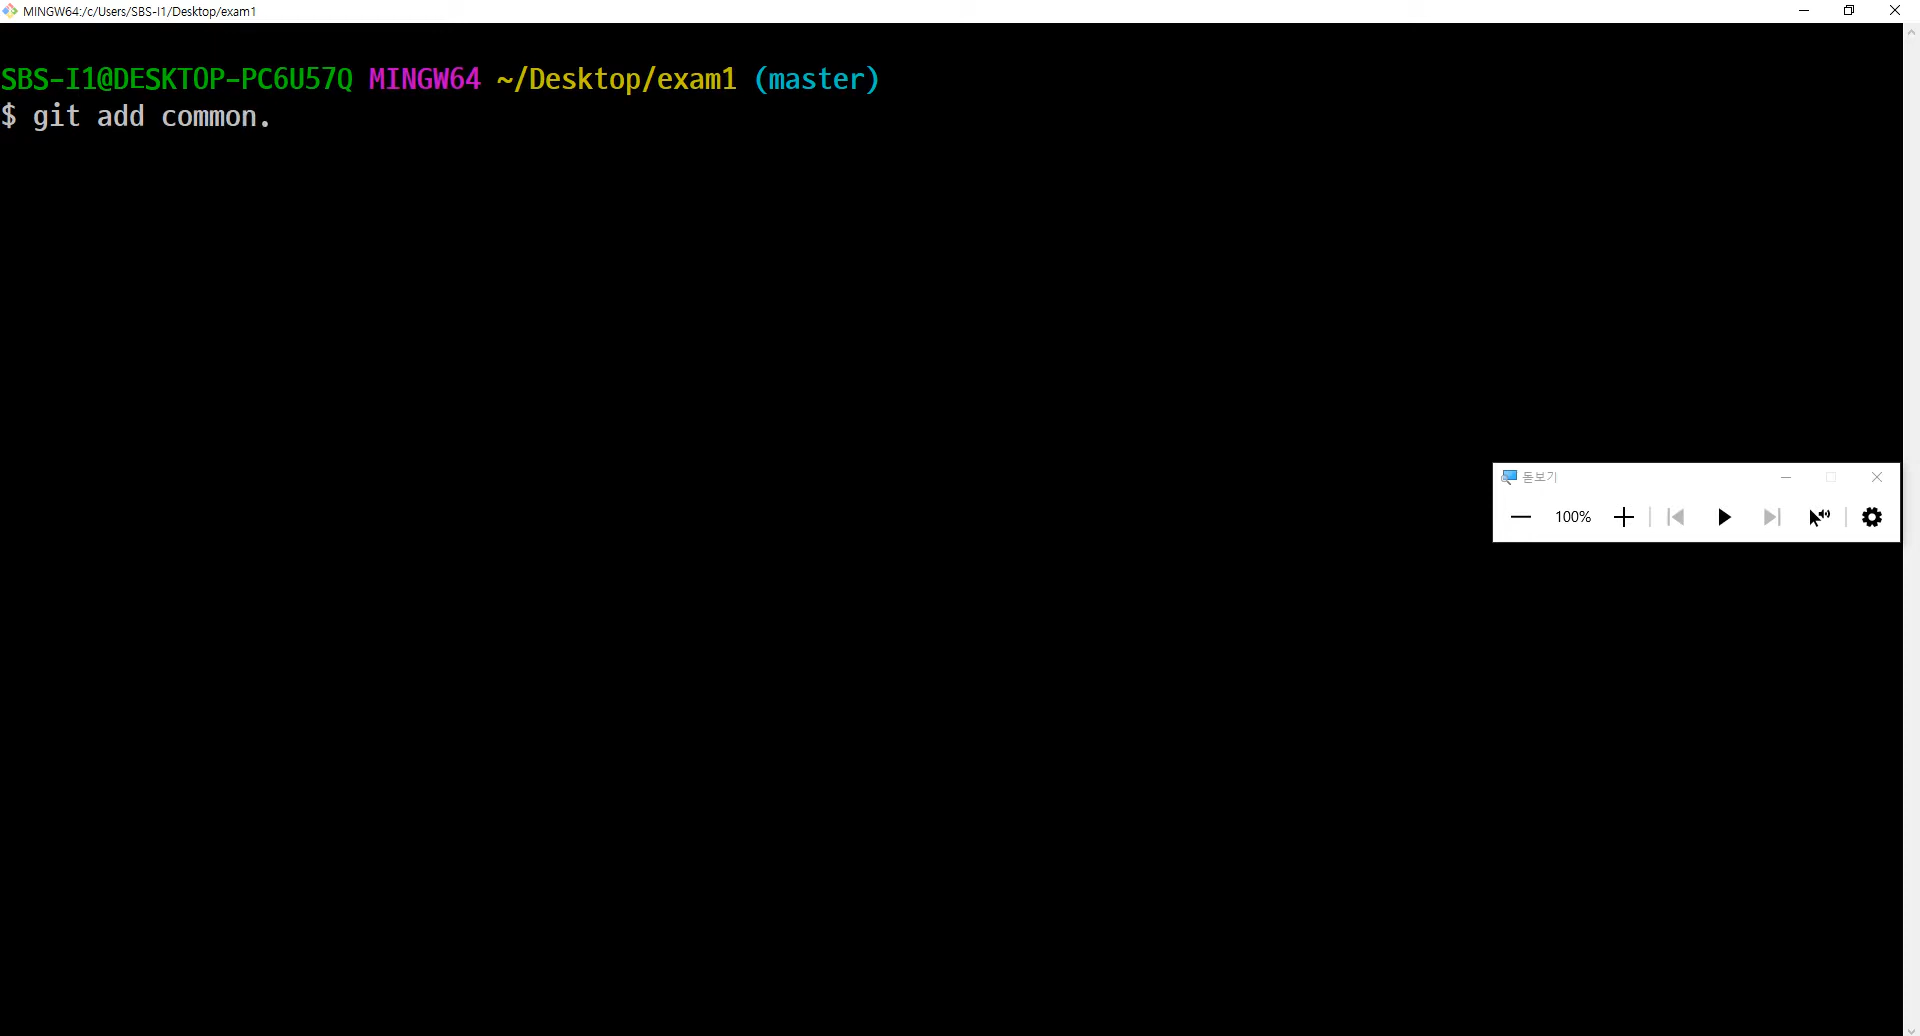 MINGW64:/c/Users/SBS-I1/Desktop/exam1
SBS-I1@DESKTOP-PC6U57Q MINGW64 ~/Desktop/exam1 (master)
$ git add common.
돋보기
100%